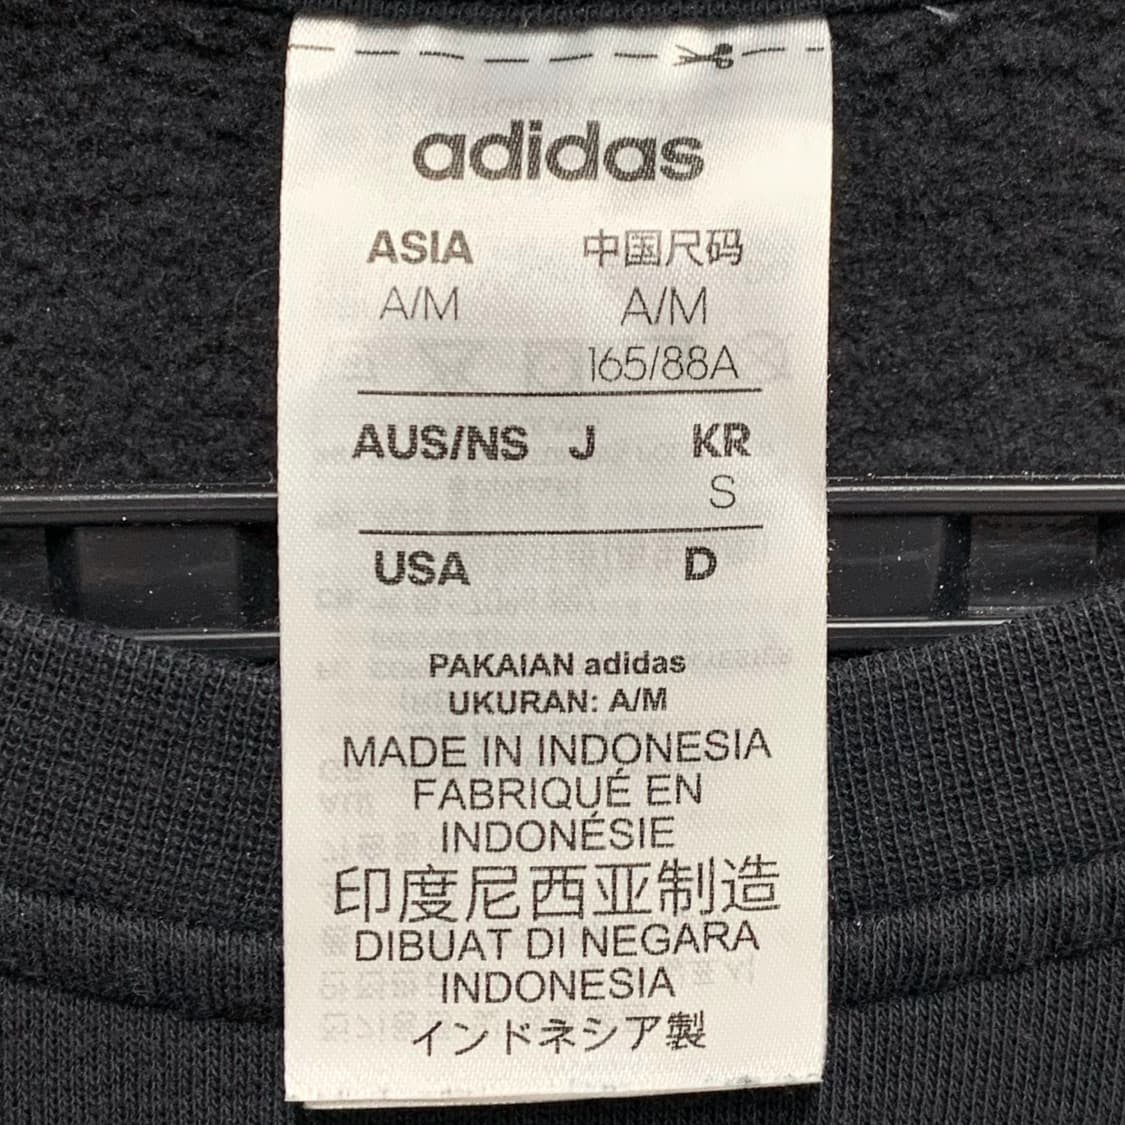 adidas
ASIA 中国尺码
A/M A/M
165/88A
AUS/NS J KR
S
USA D
PAKAIAN adidas
UKURAN: A/M
MADE IN INDONESIA
FABRIQUÉ EN
INDONÉSIE
印度尼西亚制造
DIBUAT DI NEGARA
INDONESIA
インドネシア製